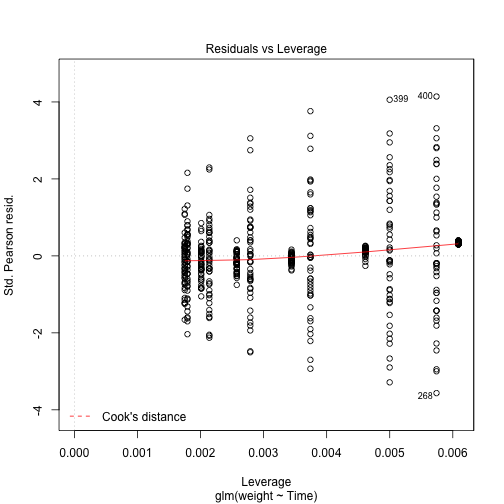 Residuals vs Leverage
Std. Pearson resid.
4
2
0
-2
-4
399
400
268
Cook's distance
0.000 0.001 0.002 0.003 0.004 0.005 0.006
Leverage
glm(weight ~ Time)